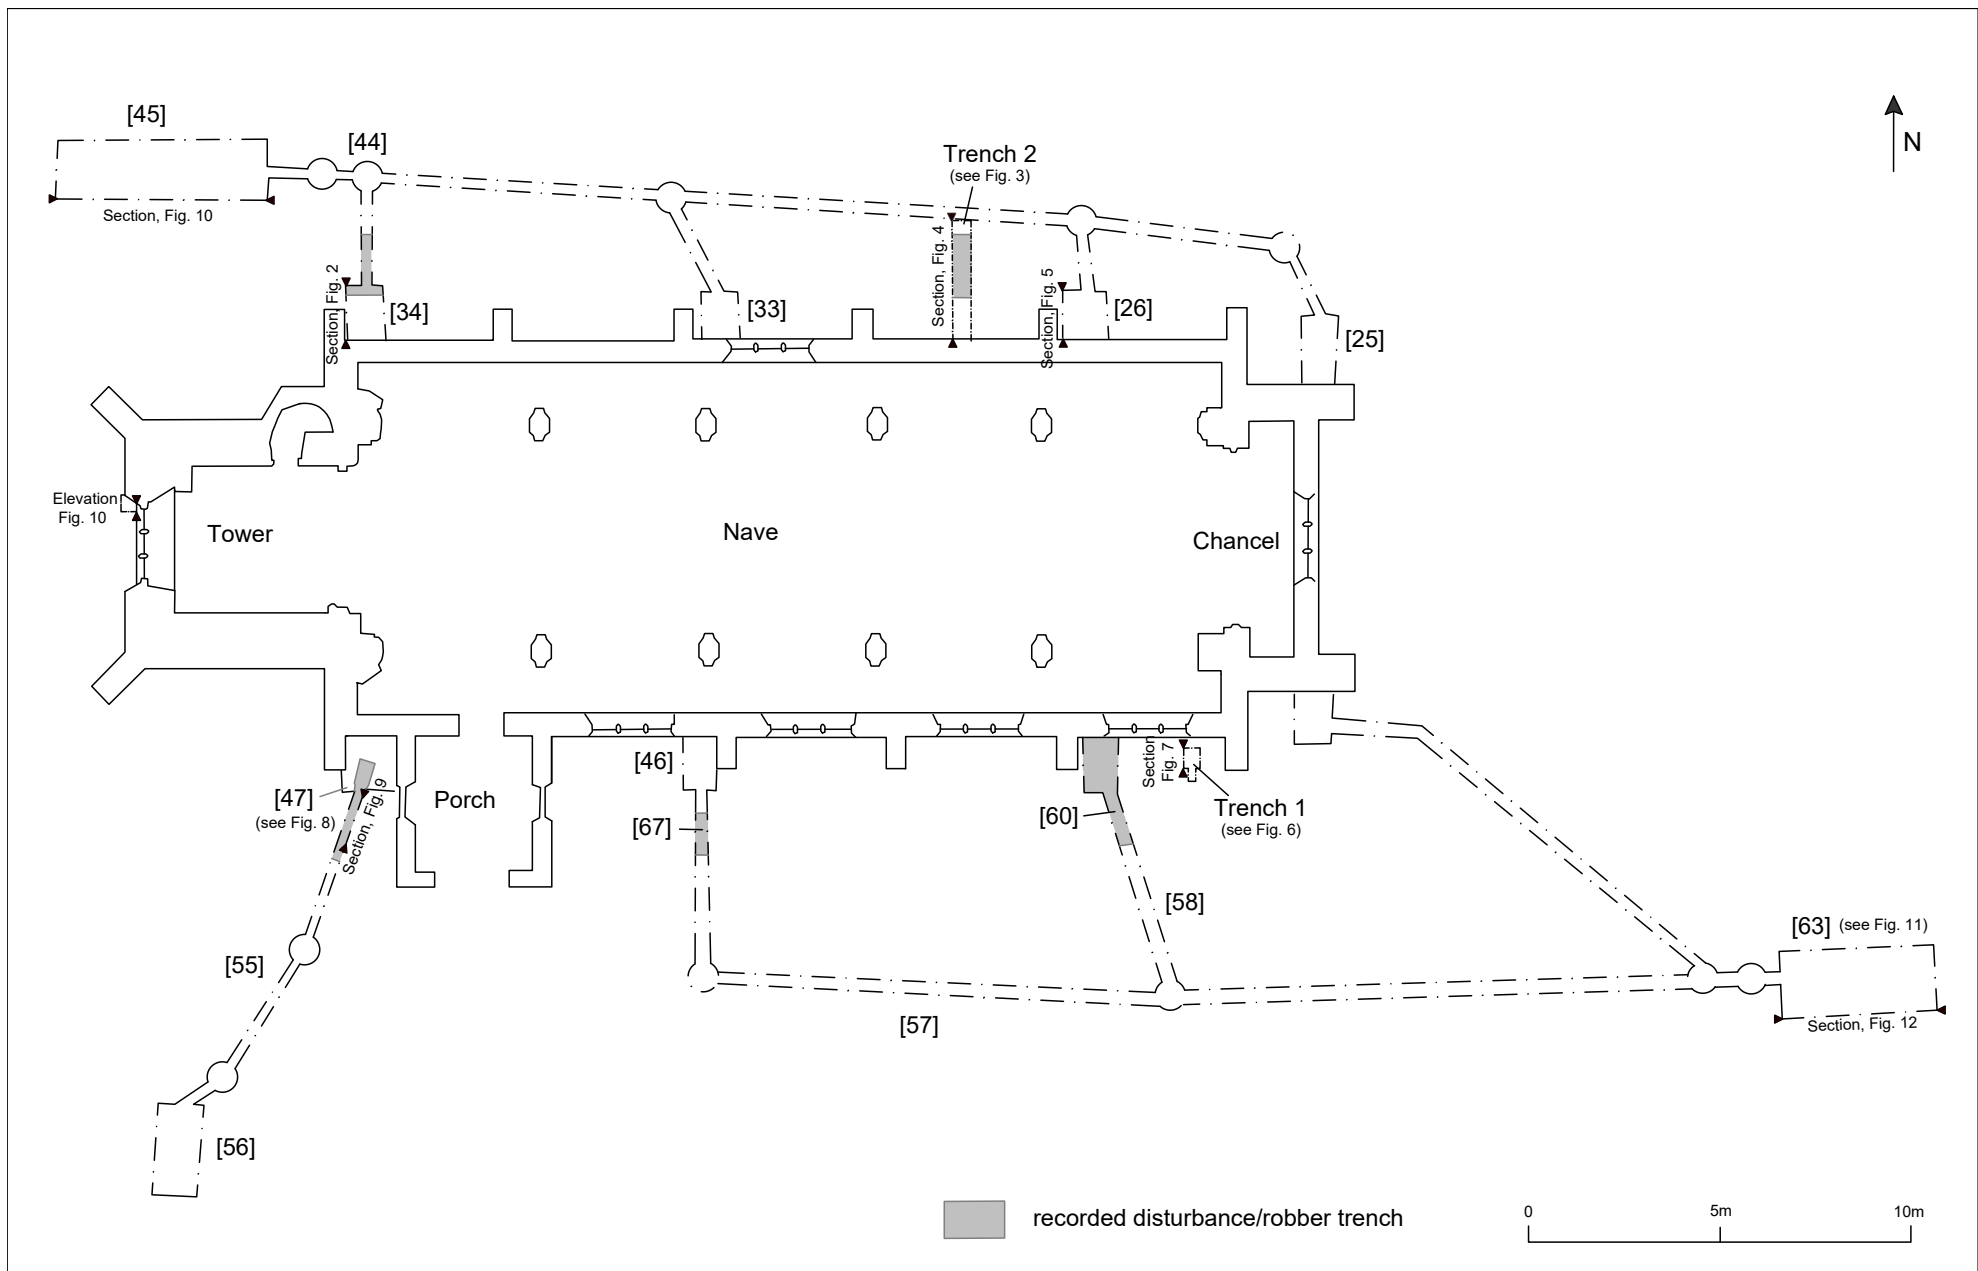 [45]
[44]
Trench 2
(see Fig. 3)
N
Section, Fig. 10
Section, Fig. 2
Section, Fig. 4
Section, Fig. 5
[34]
[33]
[26]
[25]
Elevation
Fig. 10
Tower
Nave
Chancel
[46]
Section
Fig. 7
[47]
(see Fig. 8)
Section, Fig. 9
Porch
[67]
[60]
Trench 1
(see Fig. 6)
[58]
[63] (see Fig. 11)
[55]
[57]
Section, Fig. 12
[56]
recorded disturbance/robber trench
0 5m 10m